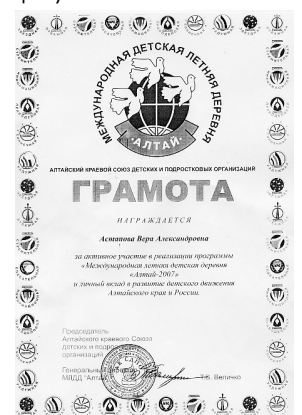 МЕЖДУНАРОДНАЯ ДЕТСКАЯ ЛЕТНЯЯ ДЕРЕВНЯ
"АЛТАЙ"
АЛТАЙСКИЙ КРАЕВОЙ СОЮЗ ДЕТСКИХ И ПОДРОСТКОВЫХ ОРГАНИЗАЦИЙ
ГРАМОТА
НАГРАЖДАЕТСЯ
Астапова Вера Александровна
за активное участие в реализации программы
«Международная летняя детская деревня
«Алтай-2007»
и личный вклад в развитие детского движения
Алтайского края и России.
Председатель
Алтайского краевого Союза
детских и подростковых
организаций
Генеральный
МЛДД "Алтай"
Величко